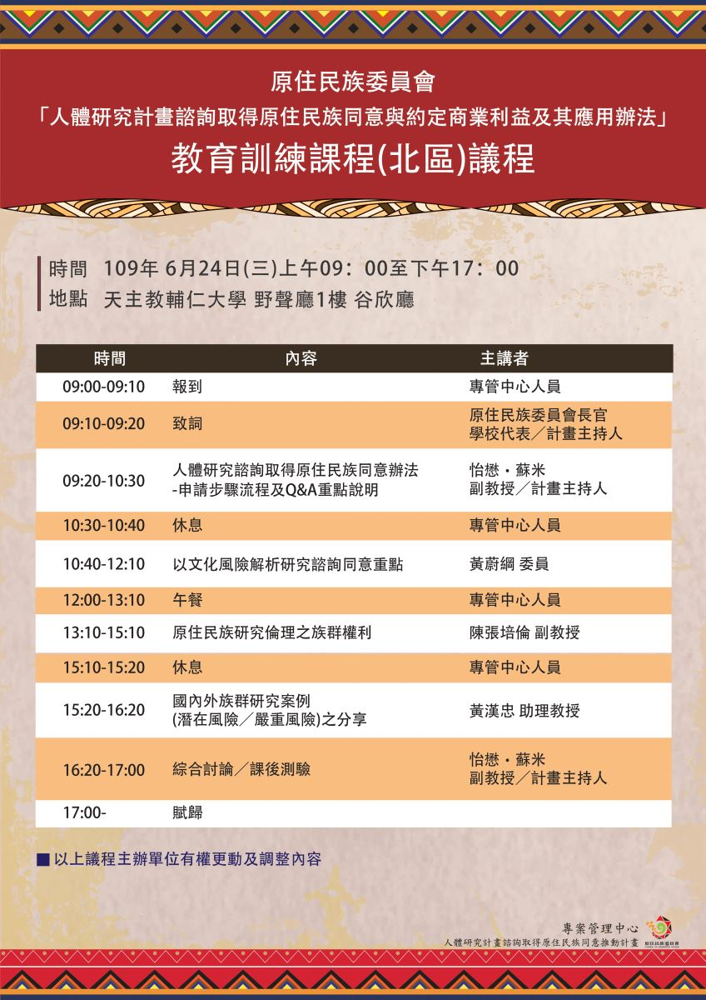 原住民族委員會
「人體研究計畫諮詢取得原住民族同意與約定商業利益及其應用辦法」
教育訓練課程(北區)議程
時間 109年 6月24日(三)上午09：00至下午17：00
地點 天主教輔仁大學 野聲廳1樓 谷欣廳
時間 內容 主講者
09:00-09:10 報到 專管中心人員
09:10-09:20 致詞 原住民族委員會長官
學校代表／計畫主持人
09:20-10:30 人體研究諮詢取得原住民族同意辦法
-申請步驟流程及Q&A重點說明
怡懋・蘇米
副教授／計畫主持人
10:30-10:40 休息 專管中心人員
10:40-12:10 以文化風險解析研究諮詢同意重點 黃蔚綱 委員
12:00-13:10 午餐 專管中心人員
13:10-15:10 原住民族研究倫理之族群權利 陳張培倫 副教授
15:10-15:20 休息 專管中心人員
15:20-16:20 國內外族群研究案例
(潛在風險／嚴重風險)之分享
黃漢忠 助理教授
16:20-17:00 綜合討論／課後測驗 怡懋・蘇米
副教授／計畫主持人
17:00- 賦歸
■以上議程主辦單位有權更動及調整內容
專案管理中心
人體研究計畫諮詢取得原住民族同意推動計畫
原住民族委員會